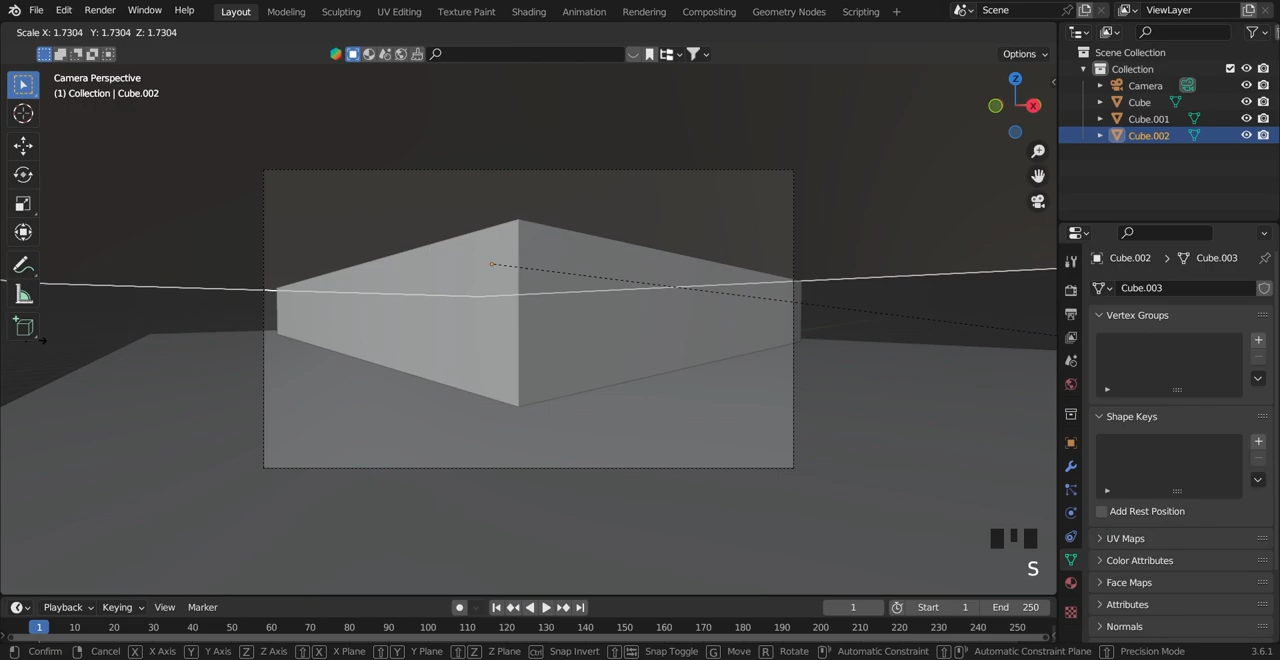 File Edit Render Window Help Layout Modeling Sculpting UV Editing Texture Paint Shading Animation Rendering Compositing Geometry Nodes Scripting + Scene ViewLayer
Scale X: 1.7304 Y: 1.7304 Z: 1.7304
Options
Camera Perspective
(1) Collection | Cube.002
Z
X
S
Scene Collection
Collection
Camera
Cube
Cube.001
Cube.002
Cube.002 Cube.003
Cube.003
Vertex Groups
Shape Keys
Add Rest Position
UV Maps
Color Attributes
Face Maps
Attributes
Normals
Playback Keying View Marker 1 Start 1 End 250
1 10 20 30 40 50 60 70 80 90 100 110 120 130 140 150 160 170 180 190 200 210 220 230 240 250
Confirm Cancel X X Axis Y Y Axis Z Z Axis X X Plane Y Y Plane Z Z Plane Ctrl Snap Invert Snap Toggle G Move R Rotate Automatic Constraint Automatic Constraint Plane Precision Mode 3.6.1